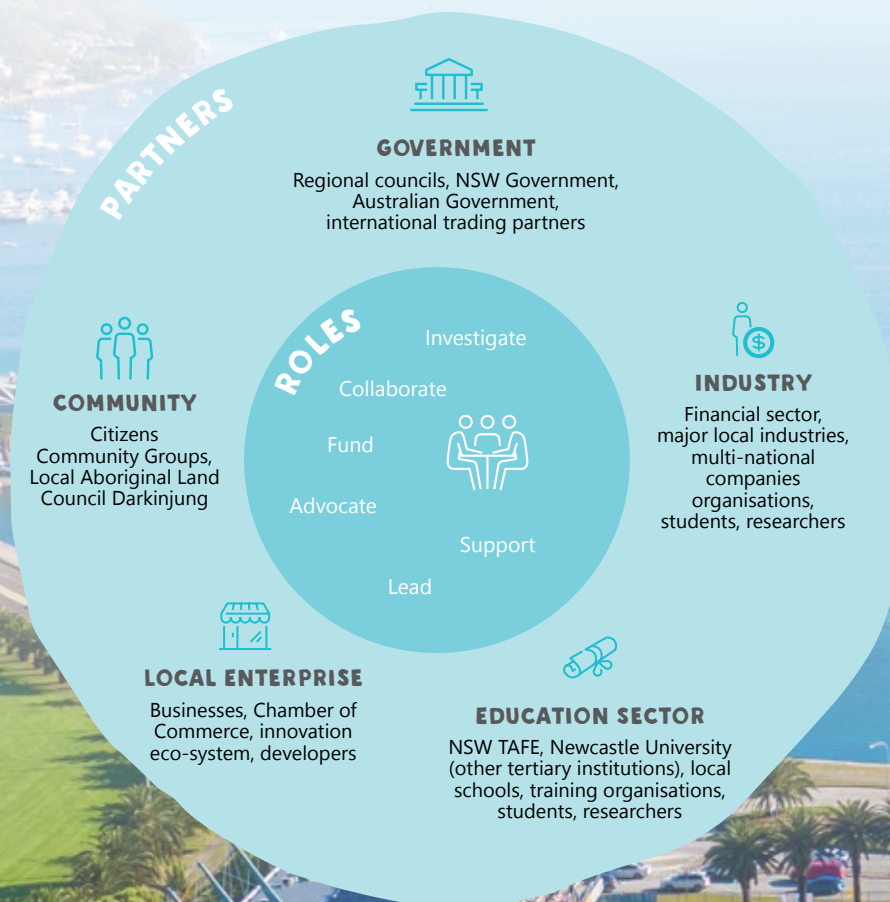 PARTNERS
GOVERNMENT
Regional councils, NSW Government,
Australian Government,
international trading partners
ROLES
Investigate
Collaborate
Fund
Advocate
Support
Lead
COMMUNITY
Citizens
Community Groups,
Local Aboriginal Land
Council Darkinjung
INDUSTRY
Financial sector,
major local industries,
multi-national
companies
organisations,
students, researchers
LOCAL ENTERPRISE
Businesses, Chamber of
Commerce, innovation
eco-system, developers
EDUCATION SECTOR
NSW TAFE, Newcastle University
(other tertiary institutions), local
schools, training organisations,
students, researchers